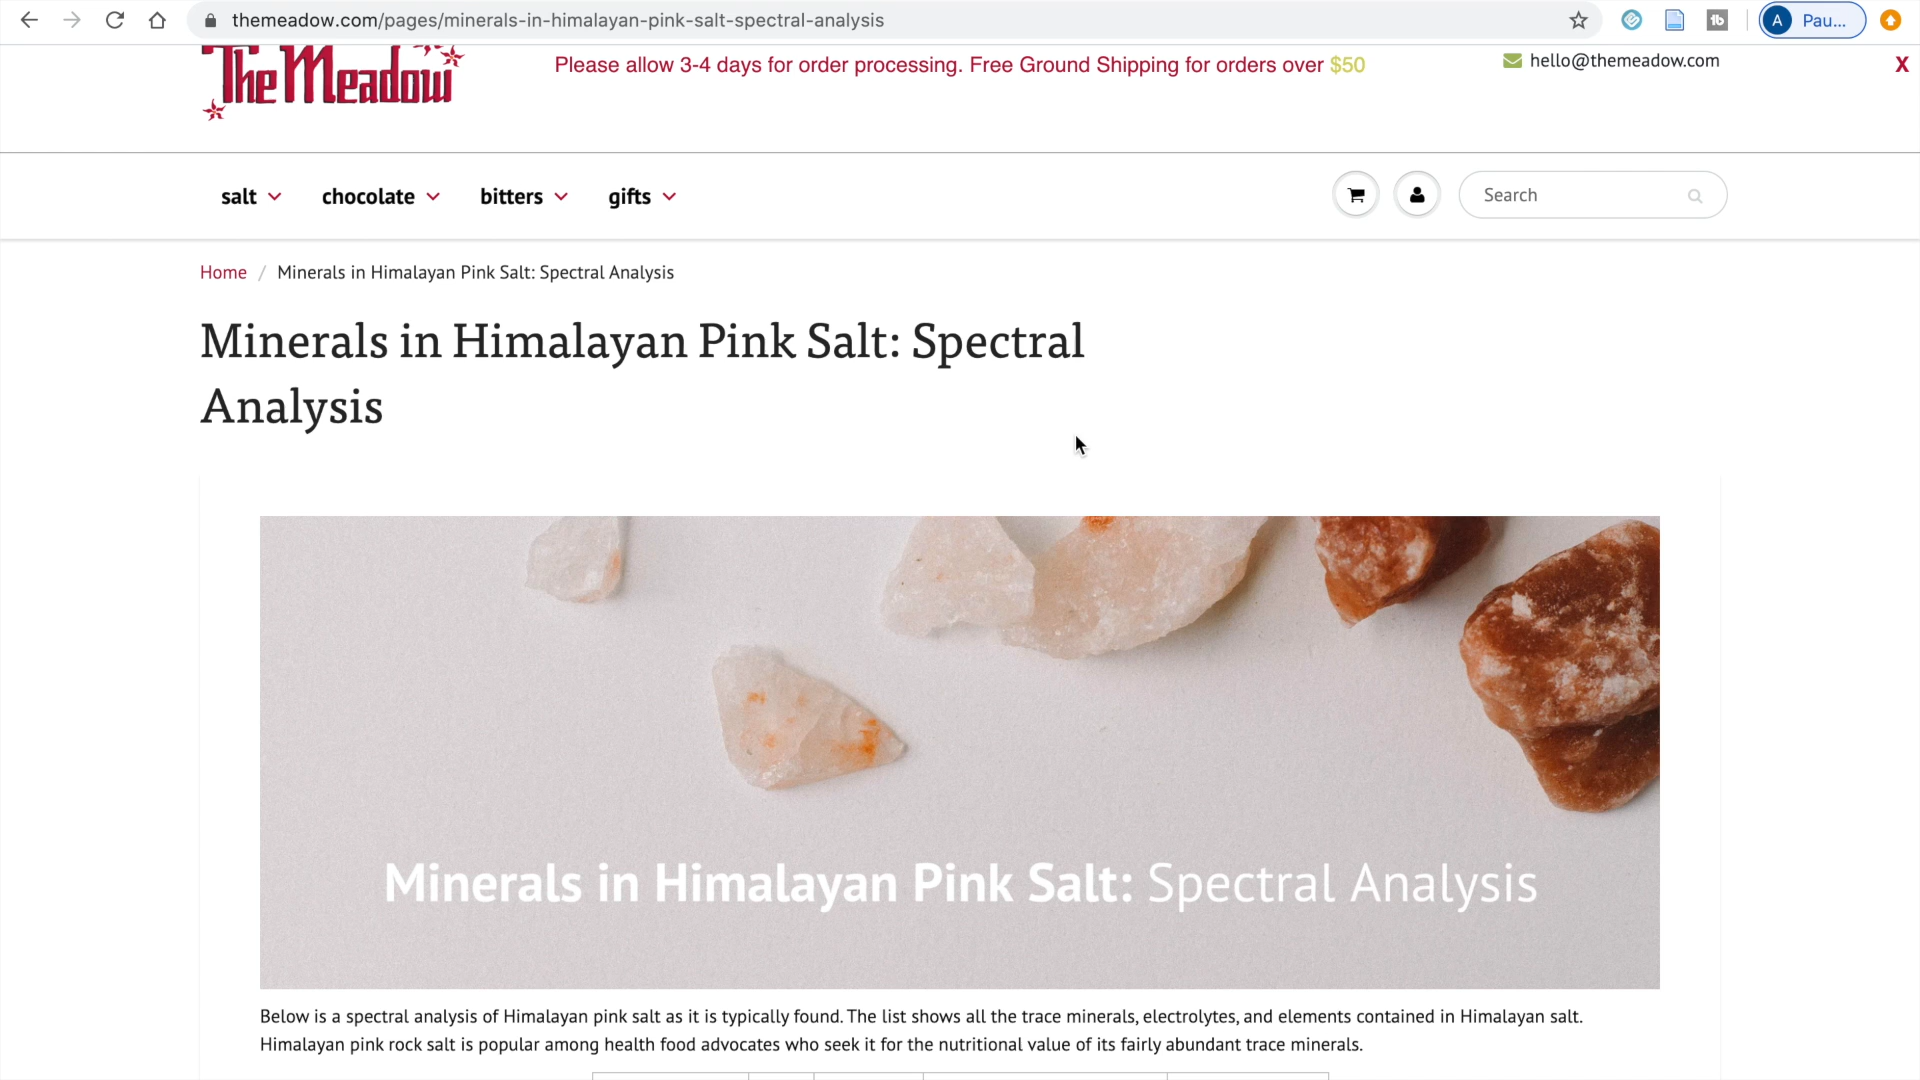 themeadow.com/pages/minerals-in-himalayan-pink-salt-spectral-analysis
A Pau...
The Meadow
Please allow 3-4 days for order processing. Free Ground Shipping for orders over $50
hello@themeadow.com
X
salt chocolate bitters gifts
Search
Home / Minerals in Himalayan Pink Salt: Spectral Analysis
Minerals in Himalayan Pink Salt: Spectral
Analysis
Minerals in Himalayan Pink Salt: Spectral Analysis
Below is a spectral analysis of Himalayan pink salt as it is typically found. The list shows all the trace minerals, electrolytes, and elements contained in Himalayan salt.
Himalayan pink rock salt is popular among health food advocates who seek it for the nutritional value of its fairly abundant trace minerals.